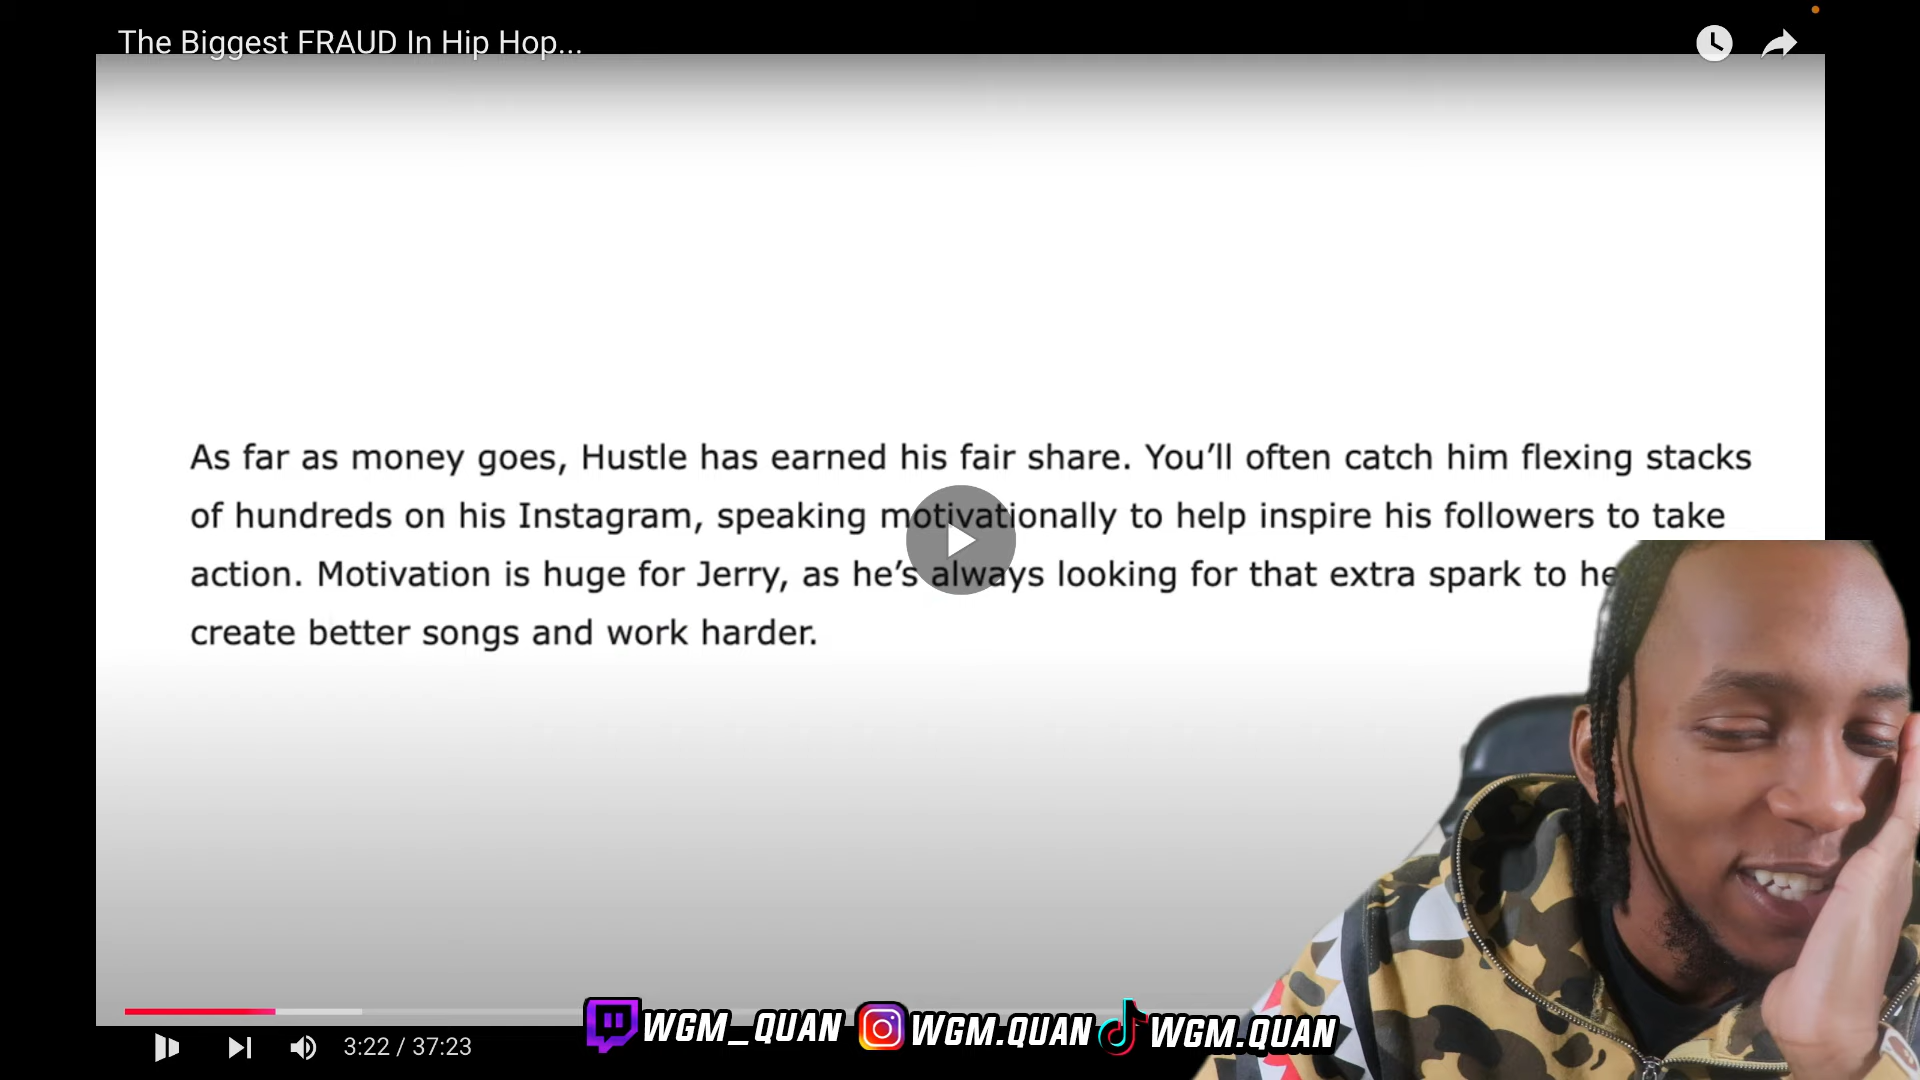 The Biggest FRAUD In Hip Hop...
As far as money goes, Hustle has earned his fair share. You’ll often catch him flexing stacks
of hundreds on his Instagram, speaking motivationally to help inspire his followers to take
action. Motivation is huge for Jerry, as he’s always looking for that extra spark to
create better songs and work harder.
3:22 / 37:23
WGM_QUAN WGM.QUAN WGM.QUAN